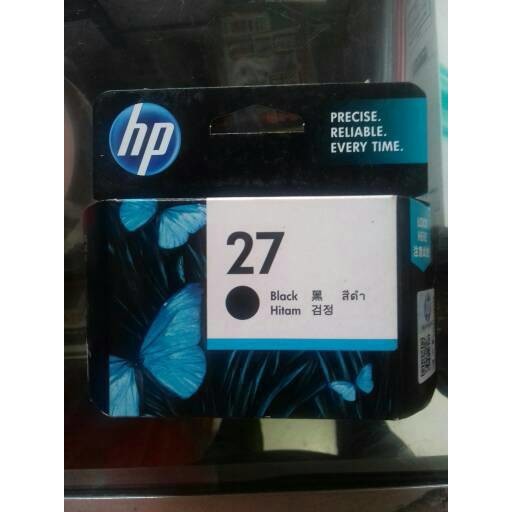 hp
PRECISE.
RELIABLE.
EVERY TIME.
27
Black 黑 สีดำ
Hitam 검정